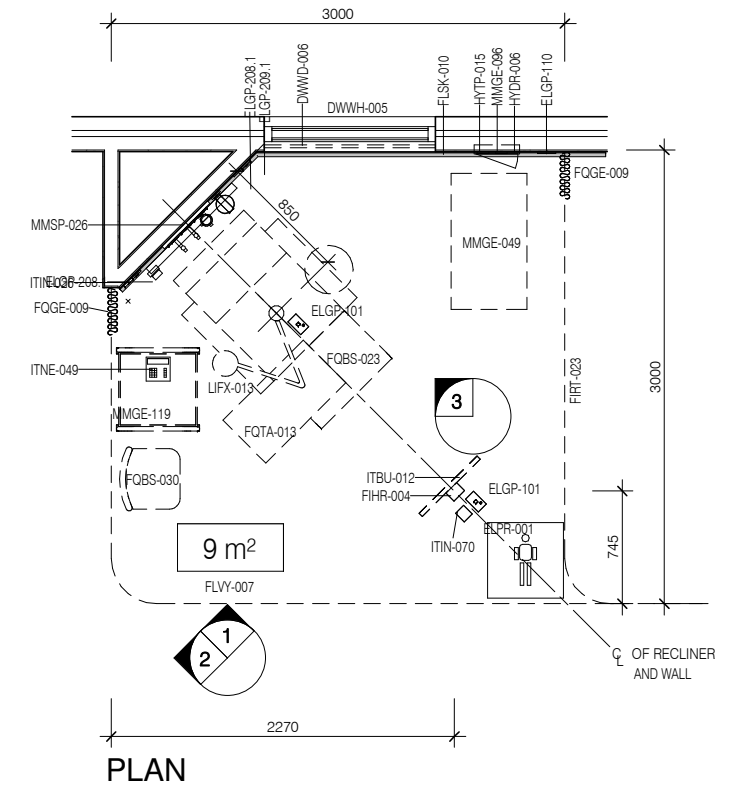 3000
ELGP-208.1
LGP-209.1
DWWD-006
DWWH-005
FLSK-010
HYTP-015
MMGE-096
HYDR-006
ELGP-110
FQGE-009
850
MMSP-026
MMGE-049
ELGP-208.
FQGE-009
ELGP-101
FQBS-023
ITNE-049
LIFX-013
MMGE-119
FQTA-013
3
FIRT-023
3000
FQBS-030
ITBU-012
FIHR-004
ELGP-101
ELPR-001
ITIN-070
745
9 m²
FLVY-007
1
2
℄ OF RECLINER
AND WALL
2270
PLAN